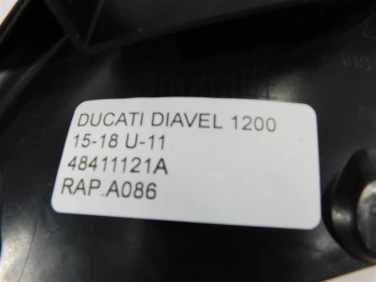 DUCATI DIAVEL 1200
15-18 U-11
48411121A
RAP.A086